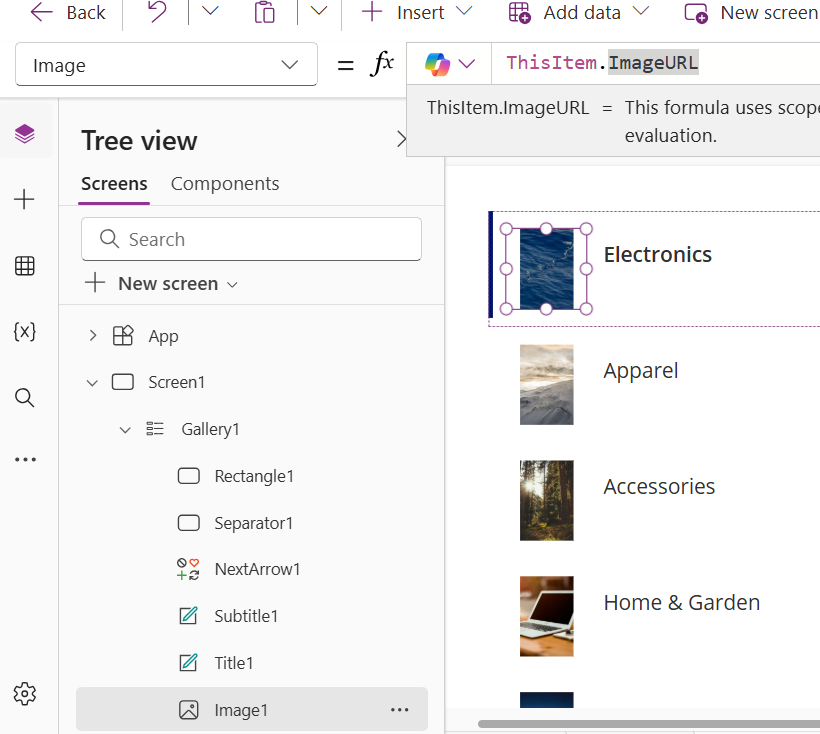 Back
Insert
Add data
New screen
Image
= fx
ThisItem.ImageURL
ThisItem.ImageURL = This formula uses scope
evaluation.
Tree view
Screens
Components
Search
New screen
App
Screen1
Gallery1
Rectangle1
Separator1
NextArrow1
Subtitle1
Title1
Image1
Electronics
Apparel
Accessories
Home & Garden